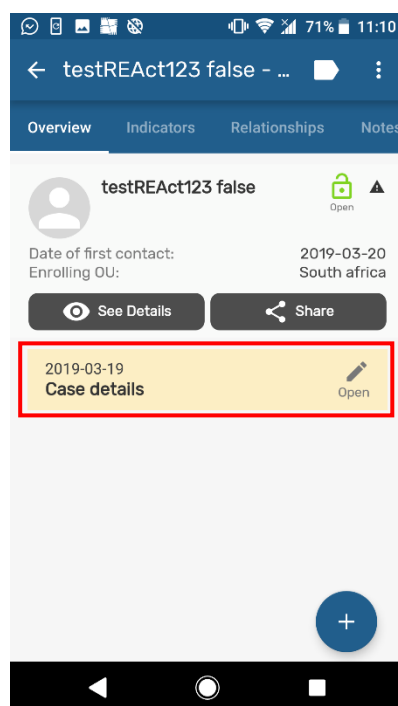 71% 11:10
testREAct123 false - ...
Overview Indicators Relationships Notes
testREAct123 false
Open
Date of first contact: 2019-03-20
Enrolling OU: South africa
See Details Share
2019-03-19
Case details
Open
+